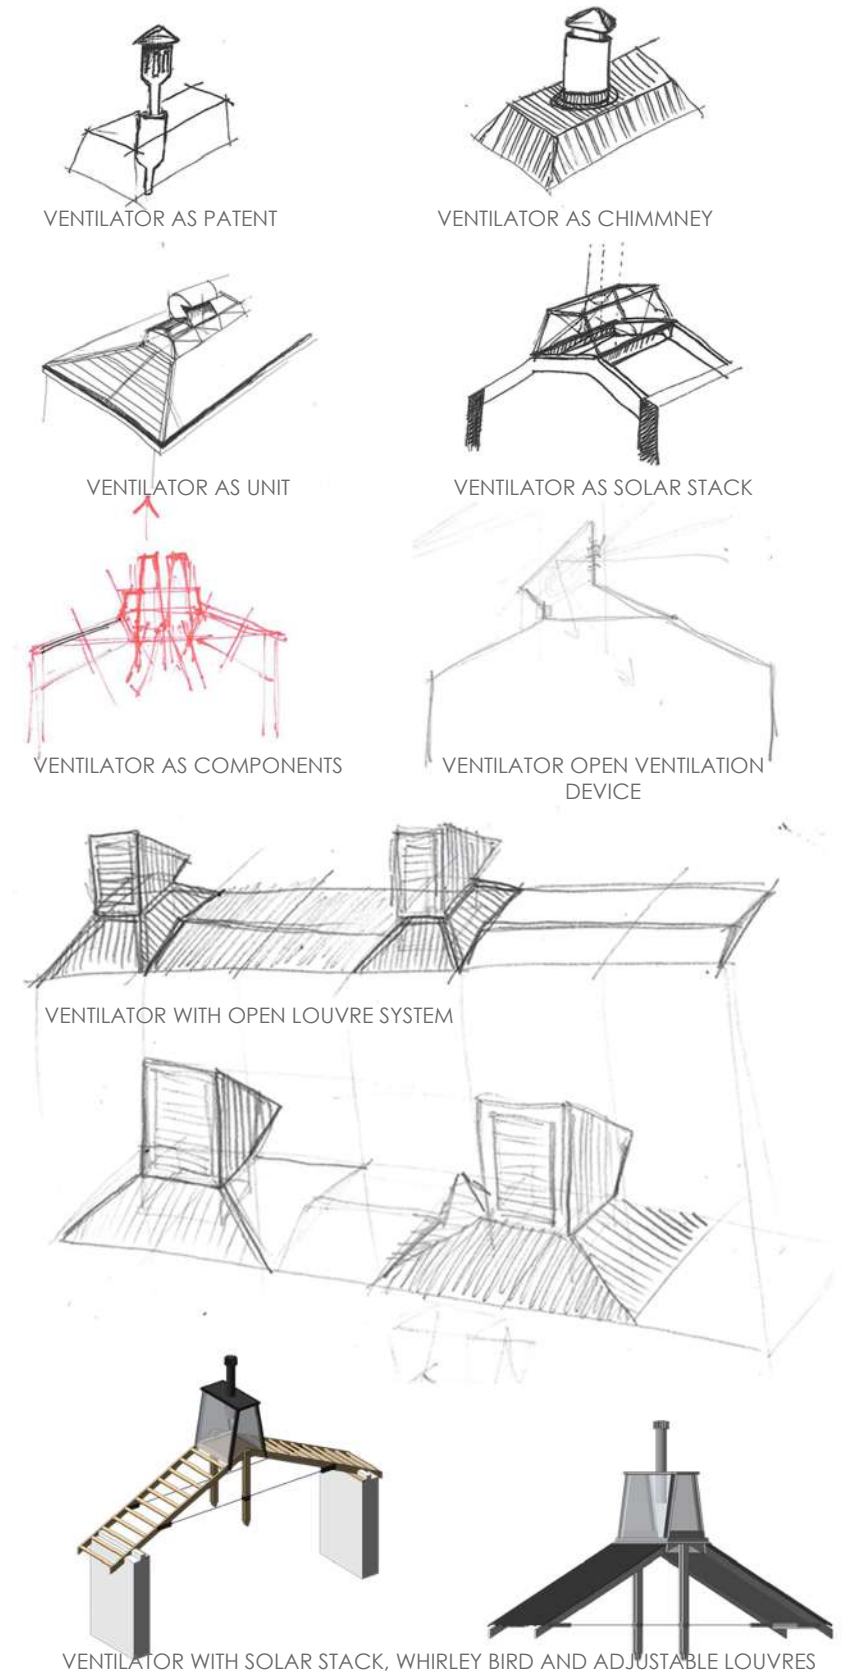 VENTILATOR AS PATENT
VENTILATOR AS CHIMMNEY
VENTILATOR AS UNIT
VENTILATOR AS SOLAR STACK
VENTILATOR AS COMPONENTS
VENTILATOR OPEN VENTILATION
DEVICE
VENTILATOR WITH OPEN LOUVRE SYSTEM
VENTILATOR WITH SOLAR STACK, WHIRLEY BIRD AND ADJUSTABLE LOUVRES